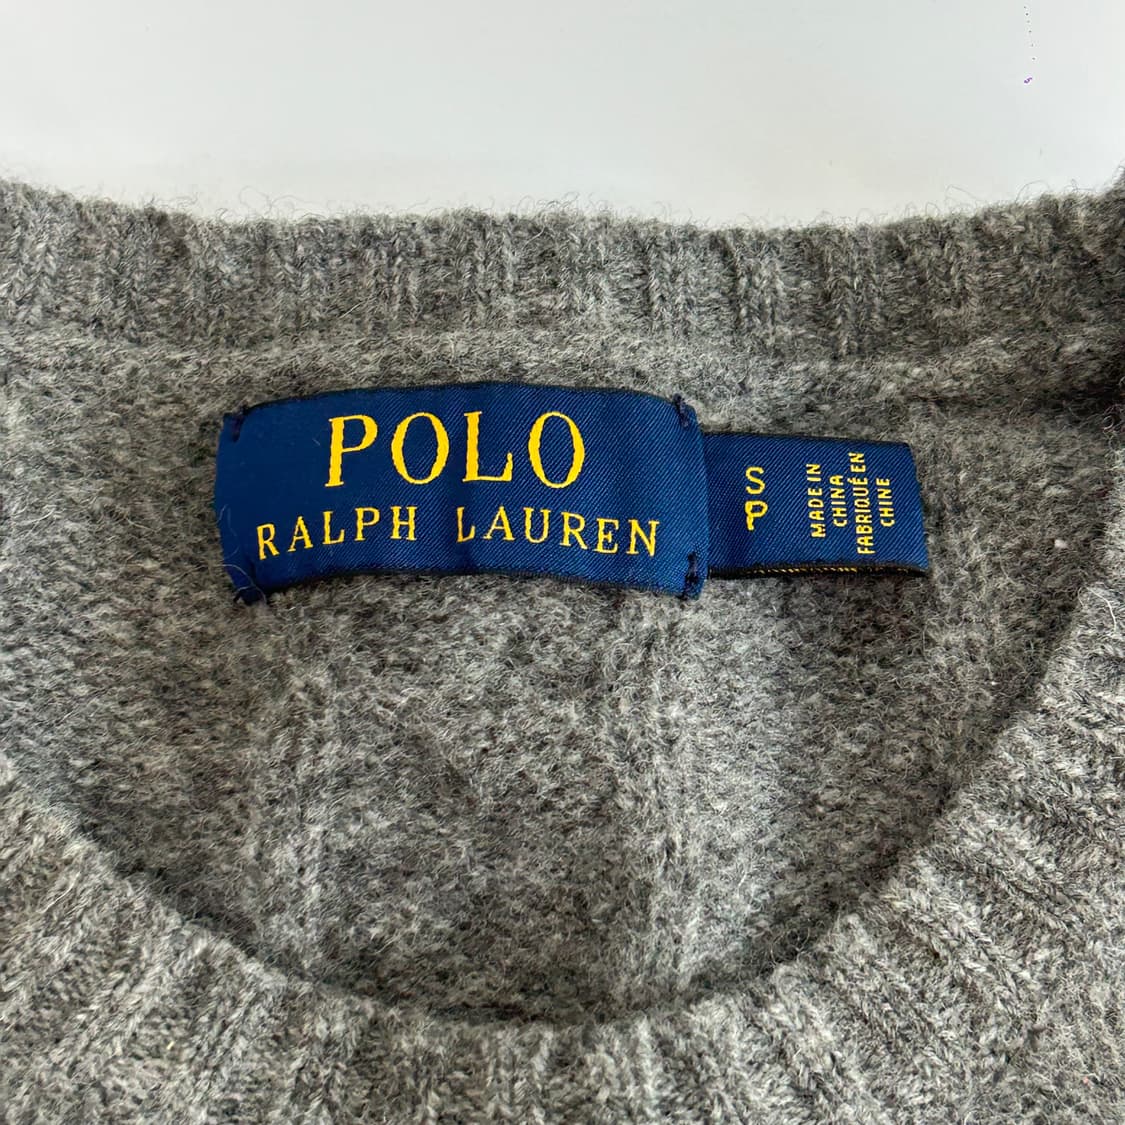 POLO
RALPH LAUREN
S
P
MADE IN
CHINA
FABRIQUÉ EN
CHINE